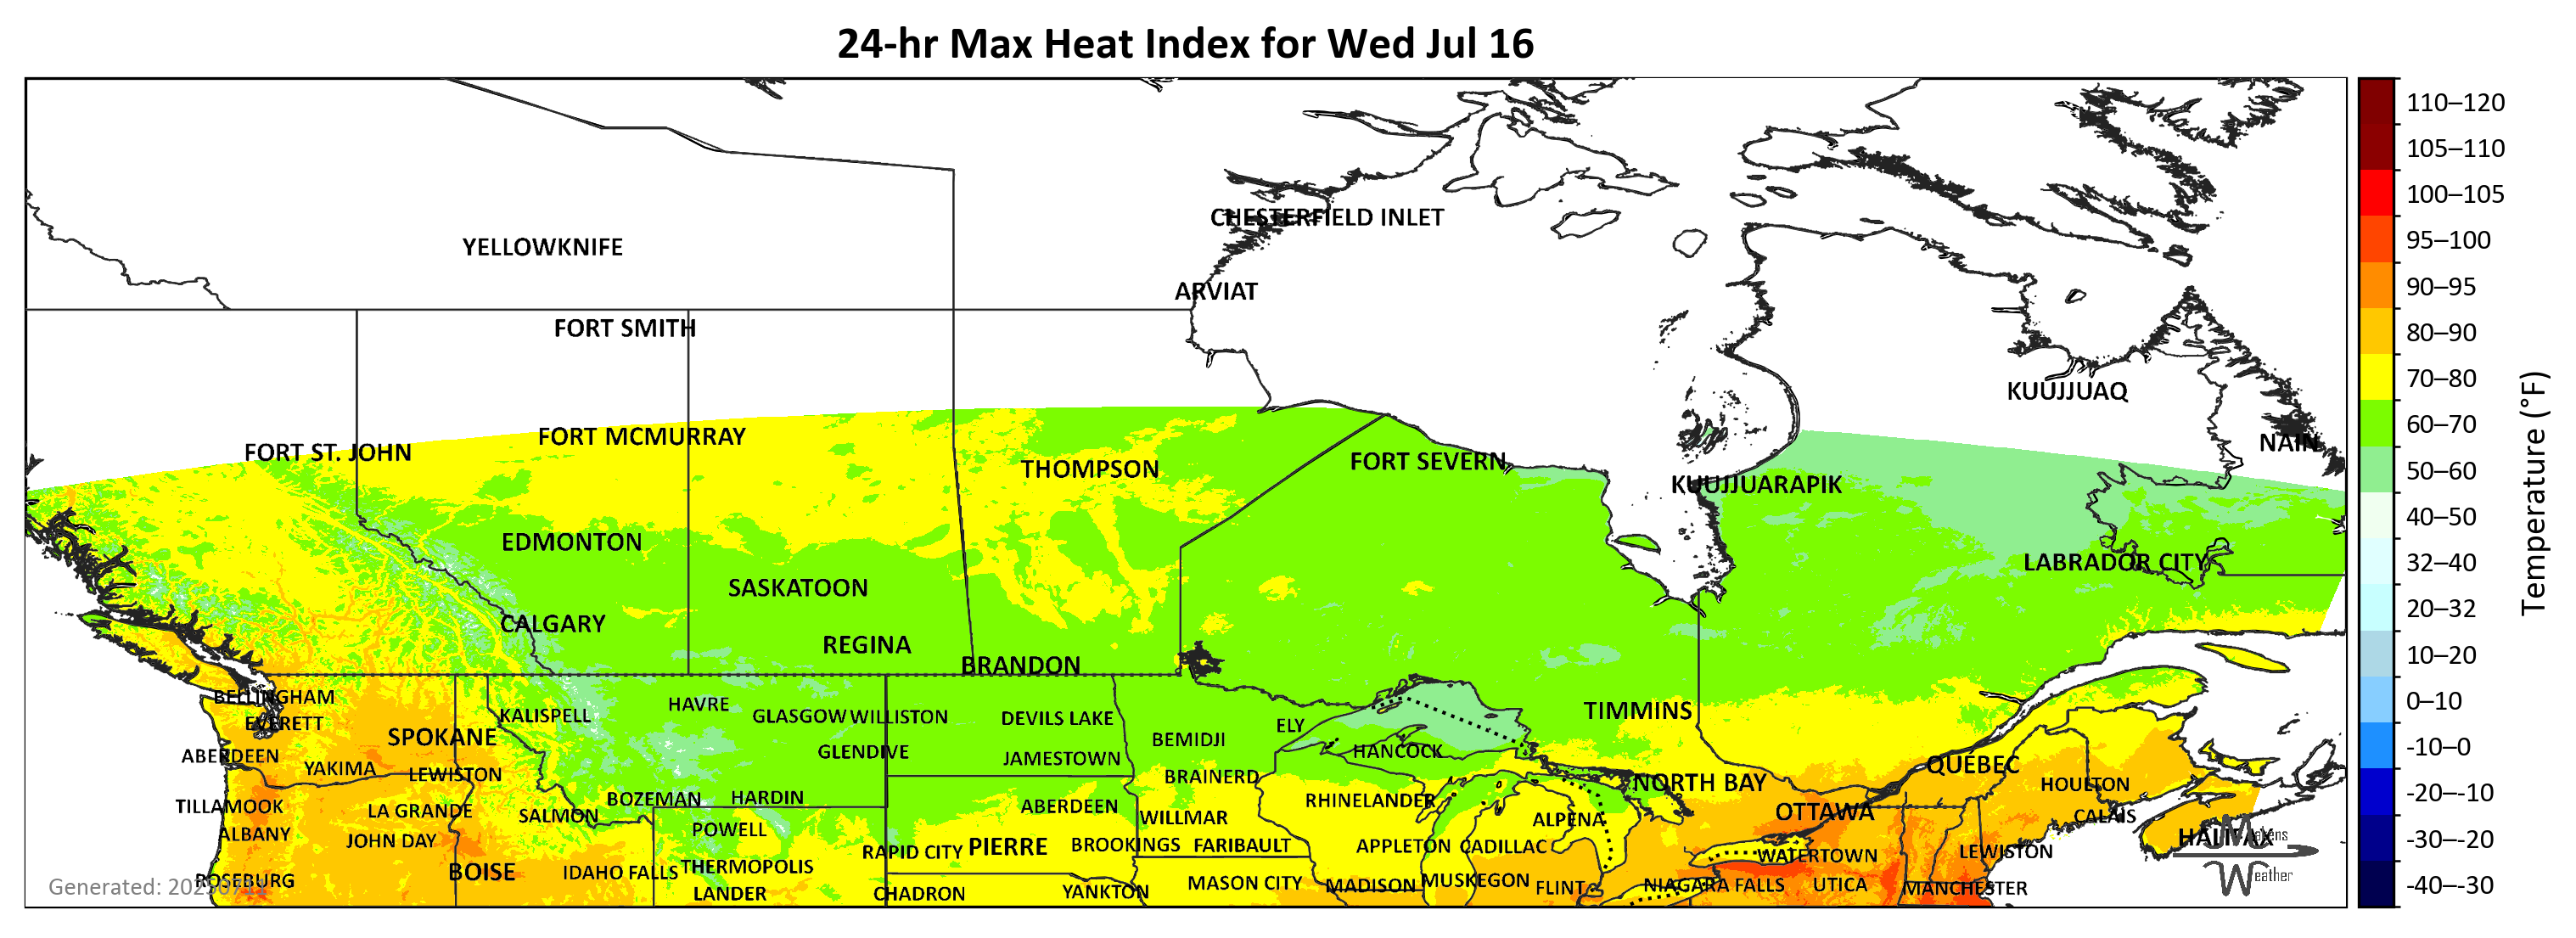 24-hr Max Heat Index for Wed Jul 16
YELLOWKNIFE
CHESTERFIELD INLET
ARVIAT
FORT SMITH
KUUJJUAQ
FORT ST. JOHN
FORT MCMURRAY
THOMPSON
FORT SEVERN
KUUJJUARAPIK
NAIN
EDMONTON
LABRADOR CITY
SASKATOON
CALGARY
REGINA
BRANDON
BELLINGHAM
EVERETT
KALISPELL
HAVRE
GLASGOW
WILLISTON
DEVILS LAKE
ELY
TIMMINS
SPOKANE
BEMIDJI
ABERDEEN
GLENDIVE
JAMESTOWN
HANCOCK
QUÉBEC
YAKIMA
LEWISTON
BRAINERD
NORTH BAY
HOULTON
TILLAMOOK
LA GRANDE
SALMON
BOZEMAN
HARDIN
ABERDEEN
WILLMAR
RHINELANDER
ALPENA
OTTAWA
CALAIS
ALBANY
JOHN DAY
POWELL
RAPID CITY
PIERRE
BROOKINGS
FARIBAULT
APPLETON
CADILLAC
WATERTOWN
LEWISTON
HALIFAX
ROSEBURG
BOISE
IDAHO FALLS
THERMOPOLIS
LANDER
CHADRON
YANKTON
MASON CITY
MADISON
MUSKEGON
FLINT
NIAGARA FALLS
UTICA
MANCHESTER
Weather
110–120
105–110
100–105
95–100
90–95
80–90
70–80
60–70
50–60
40–50
32–40
20–32
10–20
0–10
-10–0
-20–-10
-30–-20
-40–-30
Temperature (°F)